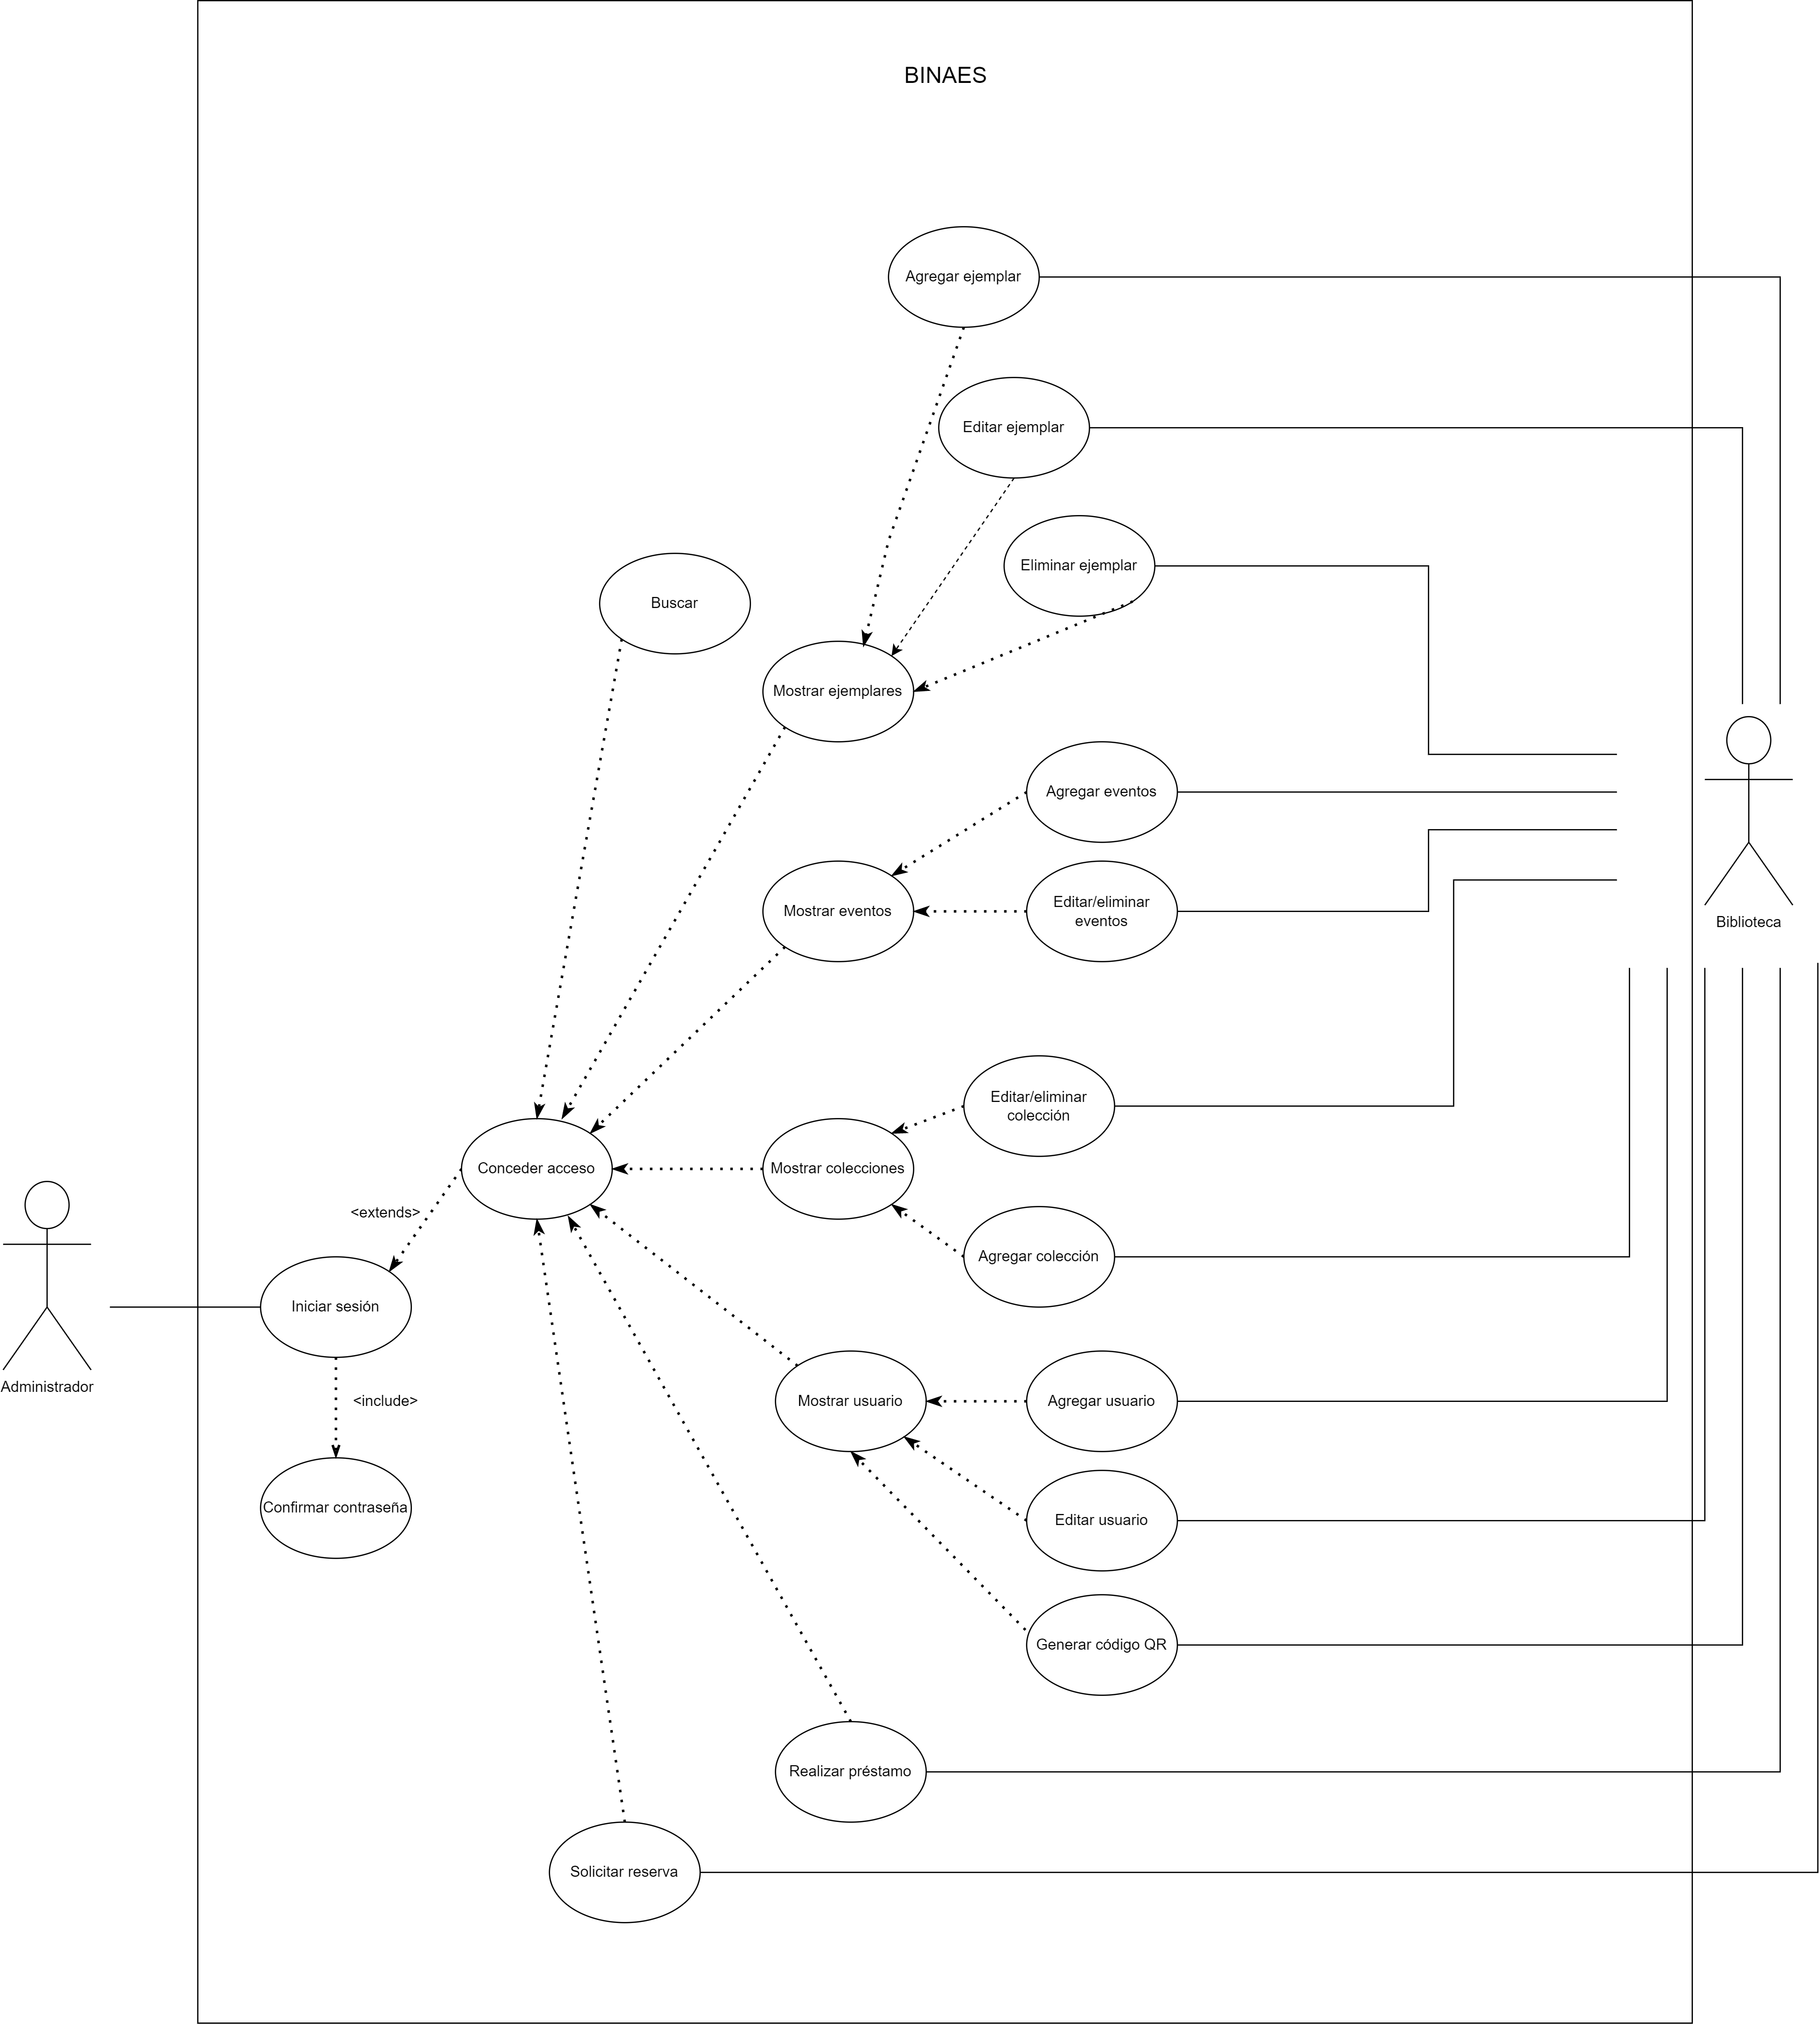 BINAES
Agregar ejemplar
Editar ejemplar
Eliminar ejemplar
Buscar
Mostrar ejemplares
Agregar eventos
Mostrar eventos
Editar/eliminar
eventos
Biblioteca
Editar/eliminar
colección
Conceder acceso
Mostrar colecciones
<extends>
Agregar colección
Iniciar sesión
Administrador
<include>
Mostrar usuario
Agregar usuario
Confirmar contraseña
Editar usuario
Generar código QR
Realizar préstamo
Solicitar reserva